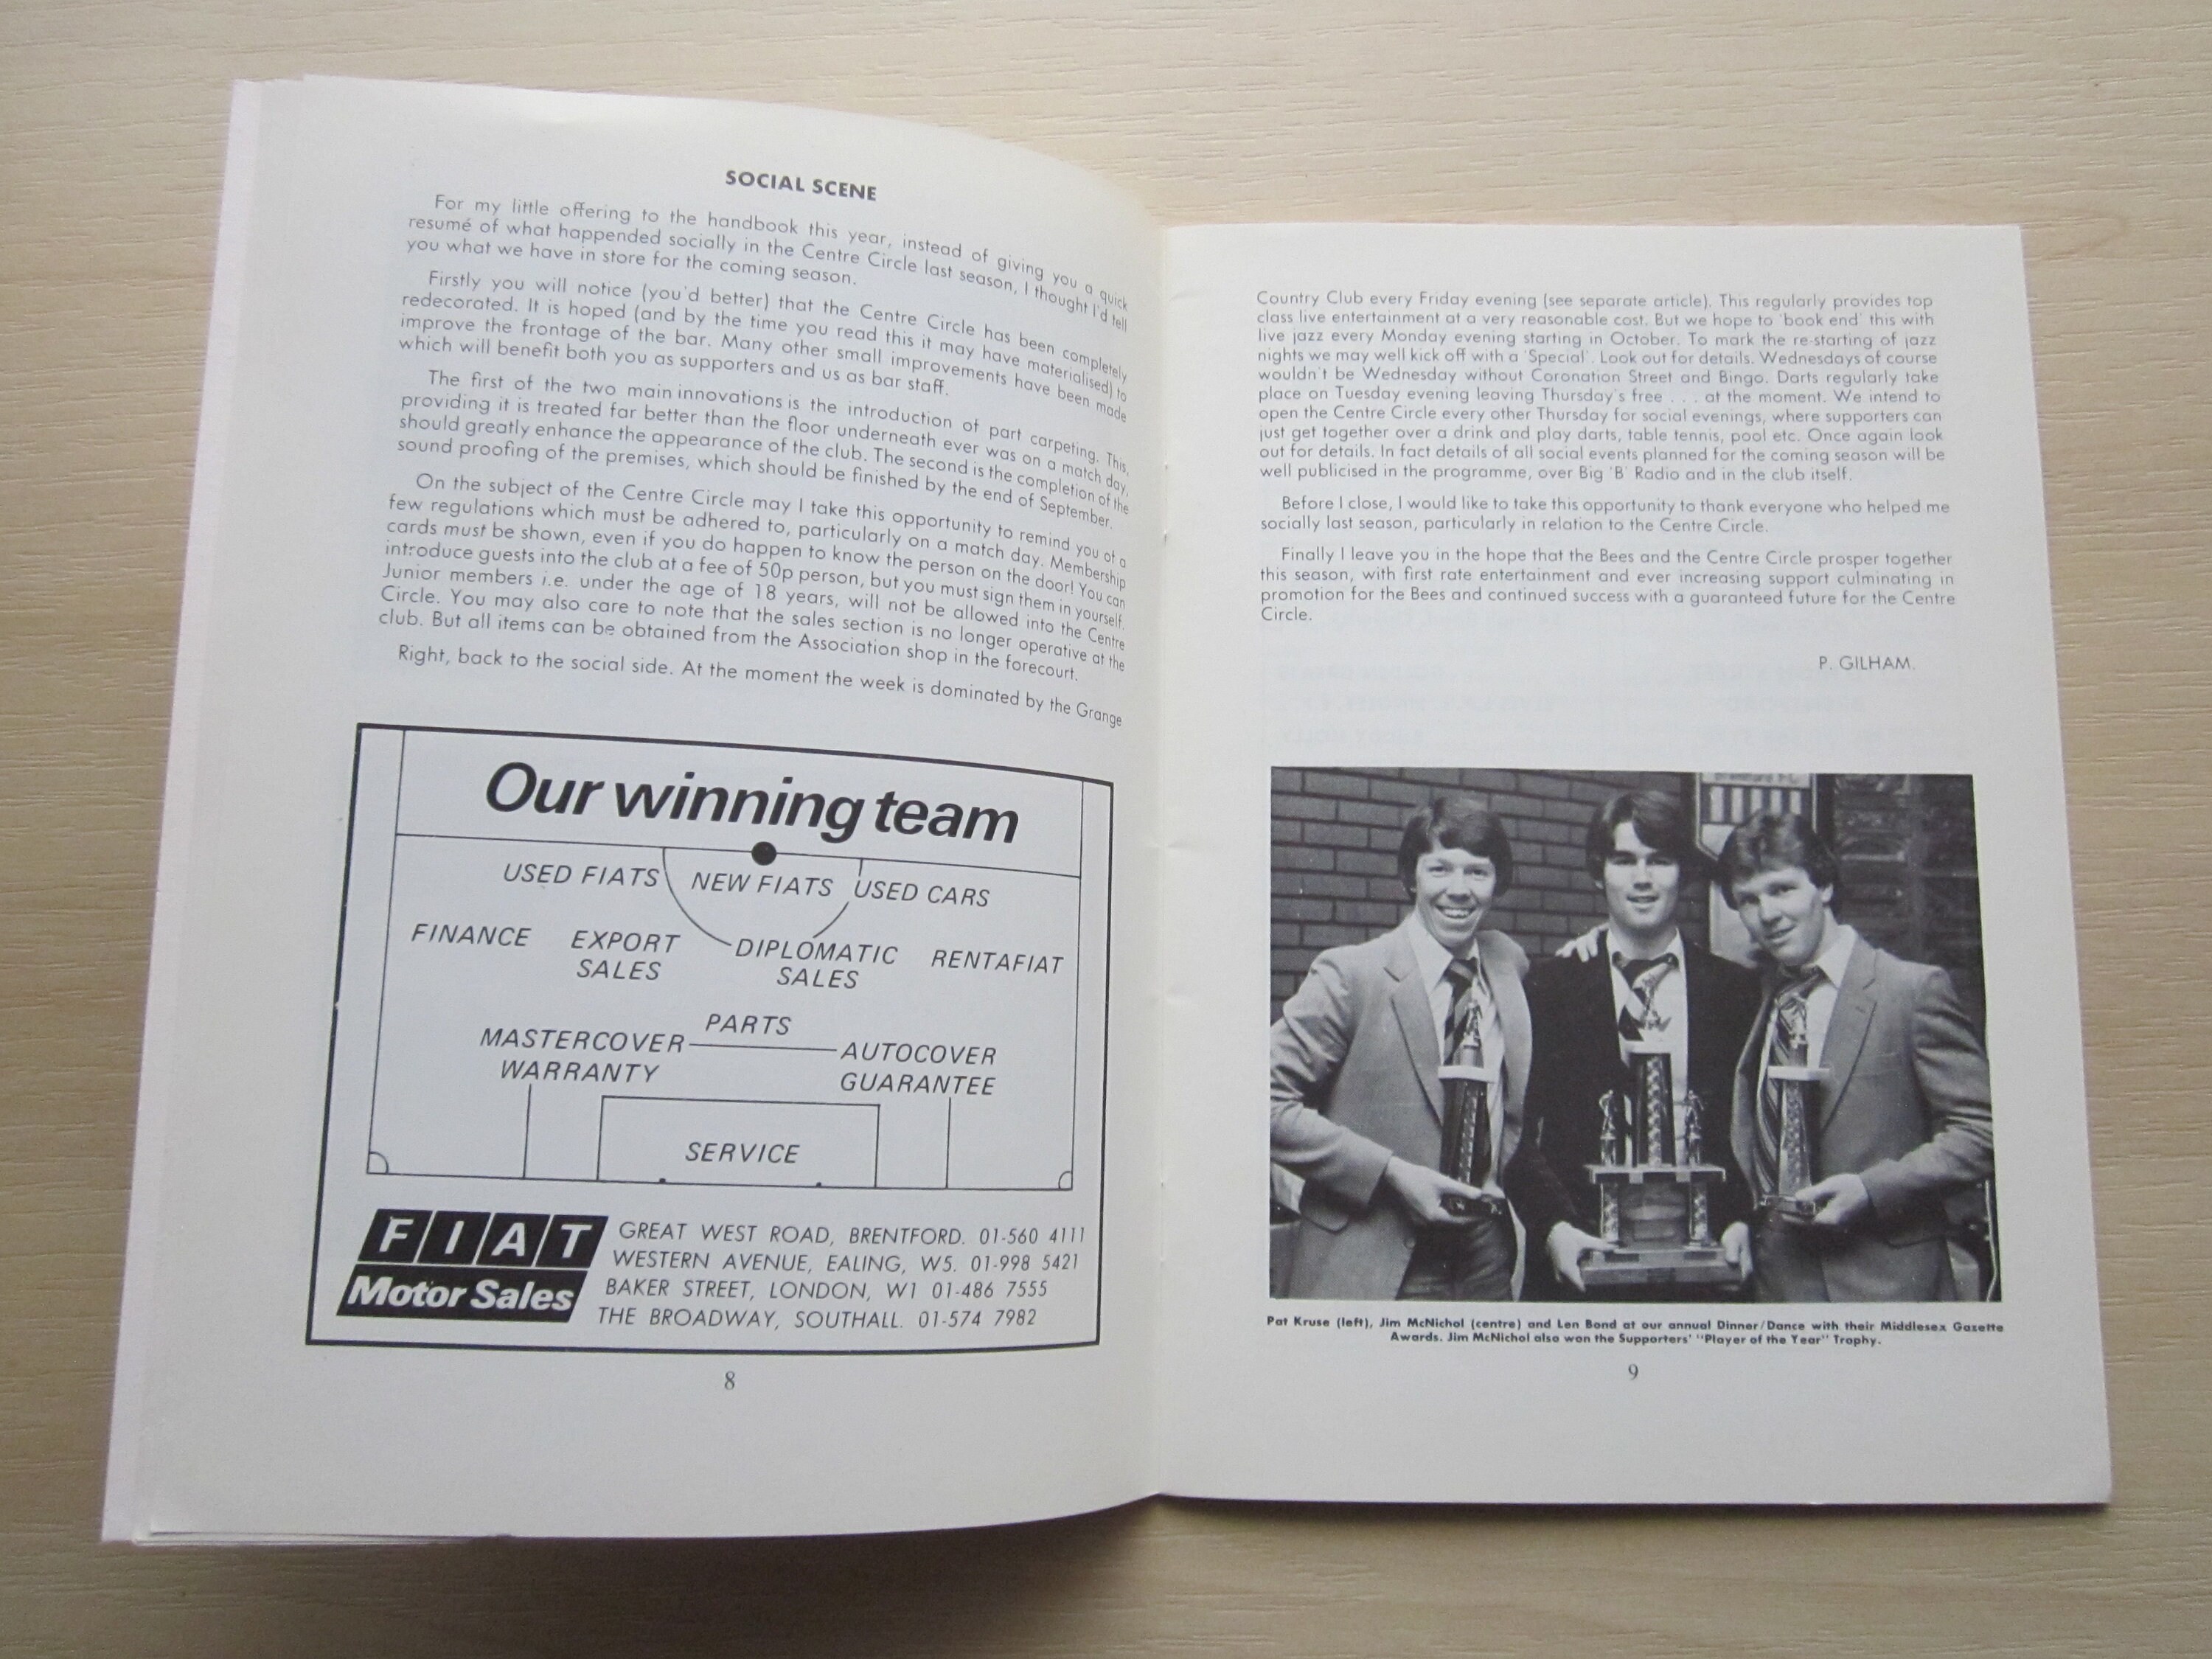 SOCIAL SCENE
For my little offering to the handbook this year, instead of giving you a quick
resumé of what happended socially in the Centre Circle last season, I thought I'd tell
you what we have in store for the coming season.
Firstly you will notice (you'd better) that the Centre Circle has been completely
redecorated. It is hoped (and by the time you read this it may have materialised) to
improve the frontage of the bar. Many other small improvements have been made
which will benefit both you as supporters and us as bar staff.
The first of the two main innovations is the introduction of part carpeting. This,
providing it is treated far better than the floor underneath ever was on a match day,
should greatly enhance the appearance of the club. The second is the completion of the
sound proofing of the premises, which should be finished by the end of September.
On the subject of the Centre Circle may I take this opportunity to remind you of a
few regulations which must be adhered to, particularly on a match day. Membership
cards must be shown, even if you do happen to know the person on the door! You can
introduce guests into the club at a fee of 50p person, but you must sign them in yourself.
Junior members i.e. under the age of 18 years, will not be allowed into the Centre
Circle. You may also care to note that the sales section is no longer operative at the
club. But all items can be obtained from the Association shop in the forecourt.
Right, back to the social side. At the moment the week is dominated by the Grange
Our winning team
USED FIATS NEW FIATS USED CARS
FINANCE EXPORT SALES DIPLOMATIC SALES RENTAFIAT
PARTS
MASTERCOVER WARRANTY AUTOCOVER GUARANTEE
SERVICE
FIAT
Motor Sales
GREAT WEST ROAD, BRENTFORD. 01-560 4111
WESTERN AVENUE, EALING, W5. 01-998 5421
BAKER STREET, LONDON, W1 01-486 7555
THE BROADWAY, SOUTHALL. 01-574 7982
8
Country Club every Friday evening (see separate article). This regularly provides top
class live entertainment at a very reasonable cost. But we hope to 'book end' this with
live jazz every Monday evening starting in October. To mark the re-starting of jazz
nights we may well kick off with a 'Special'. Look out for details. Wednesdays of course
wouldn't be Wednesday without Coronation Street and Bingo. Darts regularly take
place on Tuesday evening leaving Thursday's free . . . at the moment. We intend to
open the Centre Circle every other Thursday for social evenings, where supporters can
just get together over a drink and play darts, table tennis, pool etc. Once again look
out for details. In fact details of all social events planned for the coming season will be
well publicised in the programme, over Big 'B' Radio and in the club itself.
Before I close, I would like to take this opportunity to thank everyone who helped me
socially last season, particularly in relation to the Centre Circle.
Finally I leave you in the hope that the Bees and the Centre Circle prosper together
this season, with first rate entertainment and ever increasing support culminating in
promotion for the Bees and continued success with a guaranteed future for the Centre
Circle.
P. GILHAM.
Pat Kruse (left), Jim McNichol (centre) and Len Bond at our annual Dinner/Dance with their Middlesex Gazette
Awards. Jim McNichol also won the Supporters' "Player of the Year" Trophy.
9